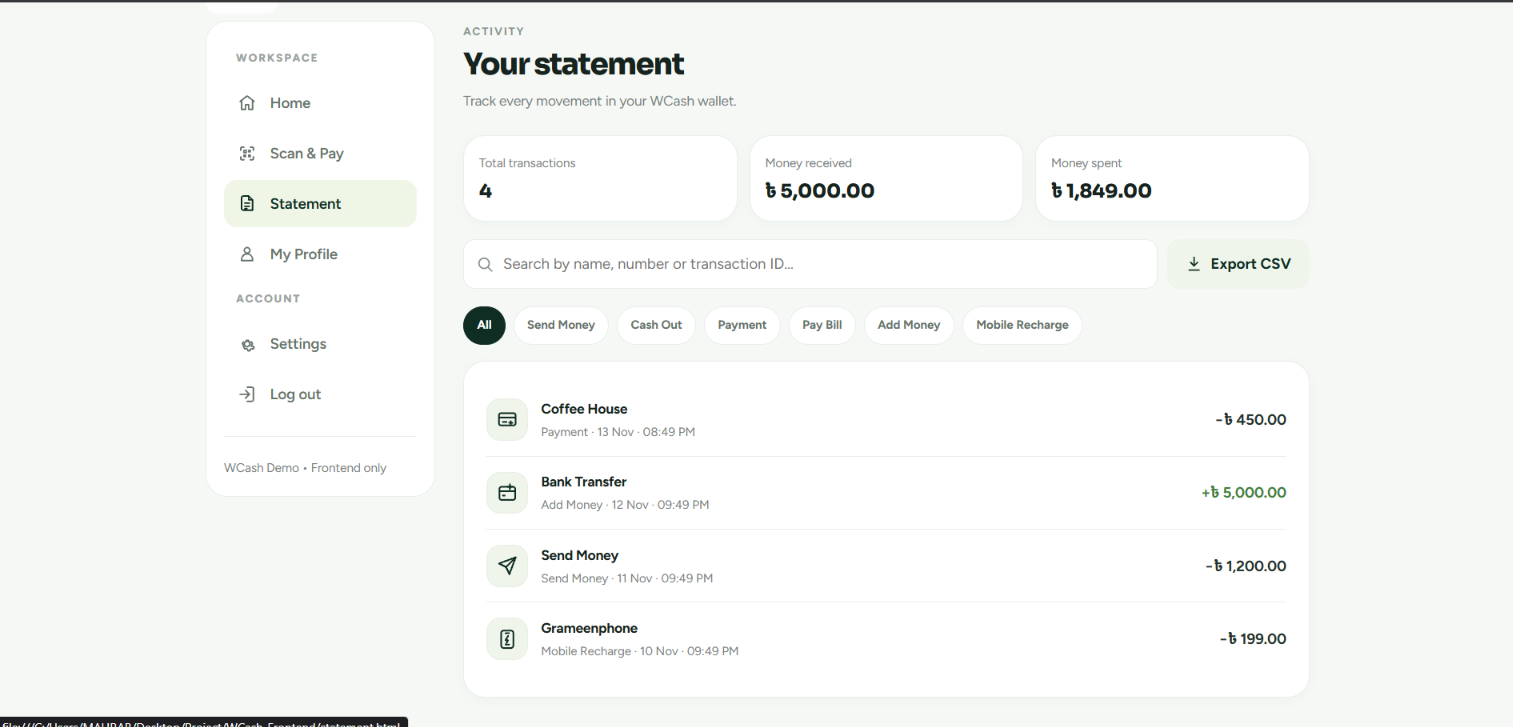 WORKSPACE
Home
Scan & Pay
Statement
My Profile
ACCOUNT
Settings
Log out
WCash Demo • Frontend only
ACTIVITY
Your statement
Track every movement in your WCash wallet.
Total transactions
4
Money received
৳ 5,000.00
Money spent
৳ 1,849.00
Search by name, number or transaction ID...
Export CSV
All
Send Money
Cash Out
Payment
Pay Bill
Add Money
Mobile Recharge
Coffee House
Payment · 13 Nov · 08:49 PM
-৳ 450.00
Bank Transfer
Add Money · 12 Nov · 09:49 PM
+৳ 5,000.00
Send Money
Send Money · 11 Nov · 09:49 PM
-৳ 1,200.00
Grameenphone
Mobile Recharge · 10 Nov · 09:49 PM
-৳ 199.00